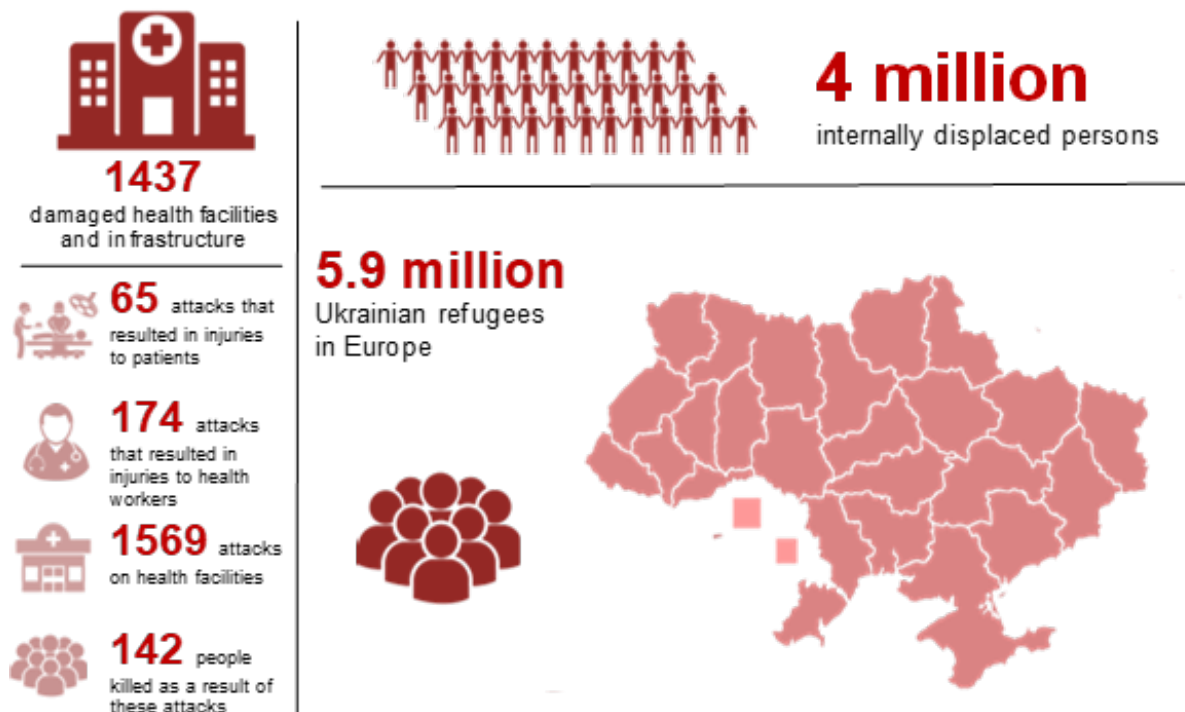 1437
damaged health facilities
and infrastructure
65 attacks that
resulted in injuries
to patients
174 attacks
that resulted in
injuries to health
workers
1569 attacks
on health facilities
142 people
killed as a result of
these attacks
4 million
internally displaced persons
5.9 million
Ukrainian refugees
in Europe